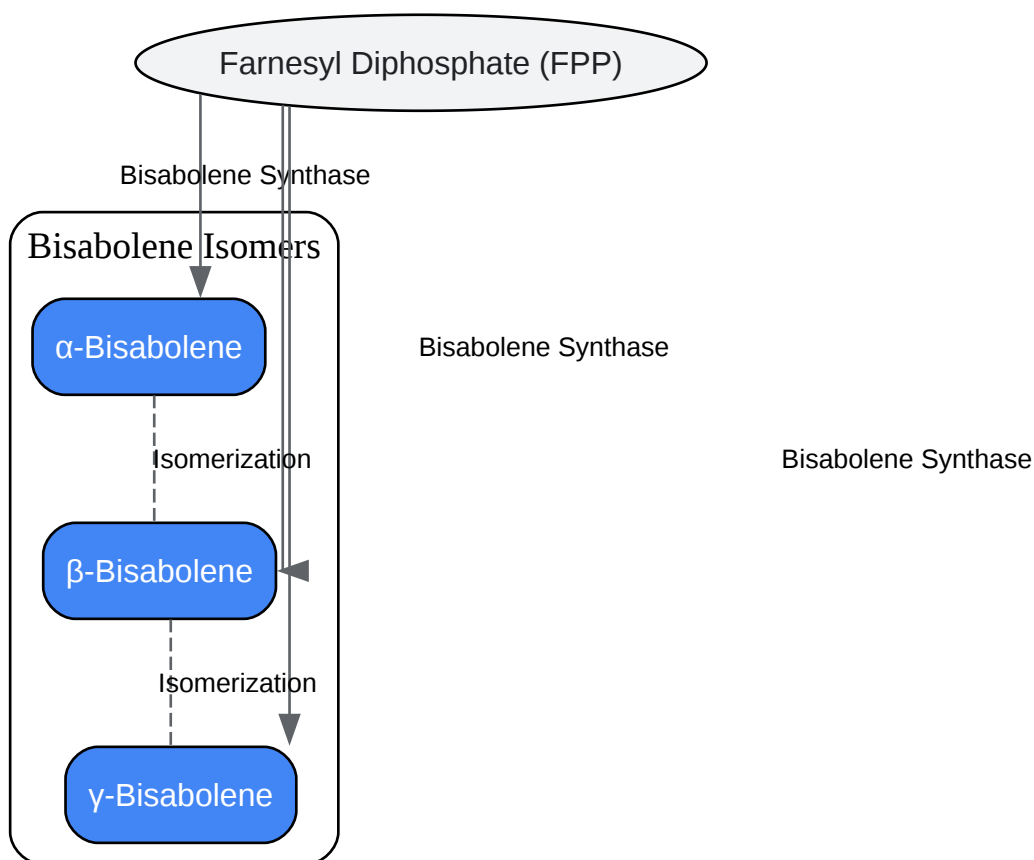 Farnesyl Diphosphate (FPP)
Bisabolene Synthase
Bisabolene Isomers
α-Bisabolene
Bisabolene Synthase
Isomerization
Bisabolene Synthase
β-Bisabolene
Isomerization
γ-Bisabolene